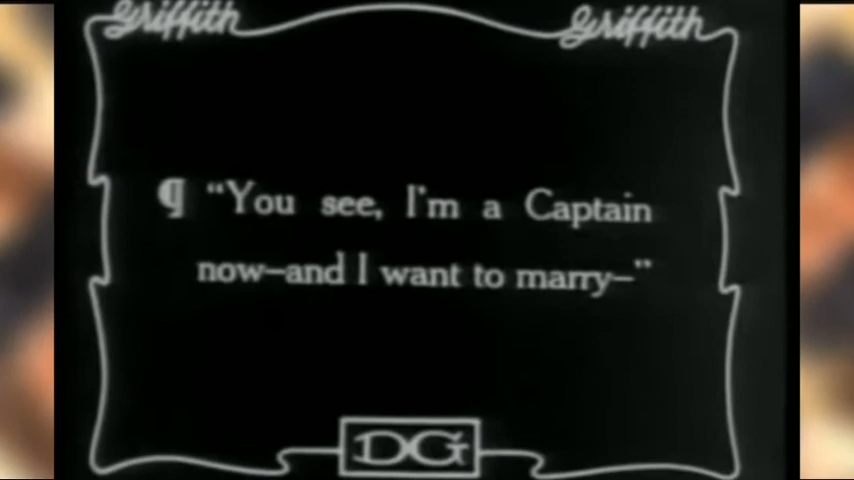 Griffith Griffith
¶ “You see, I'm a Captain
now—and I want to marry—”
DG